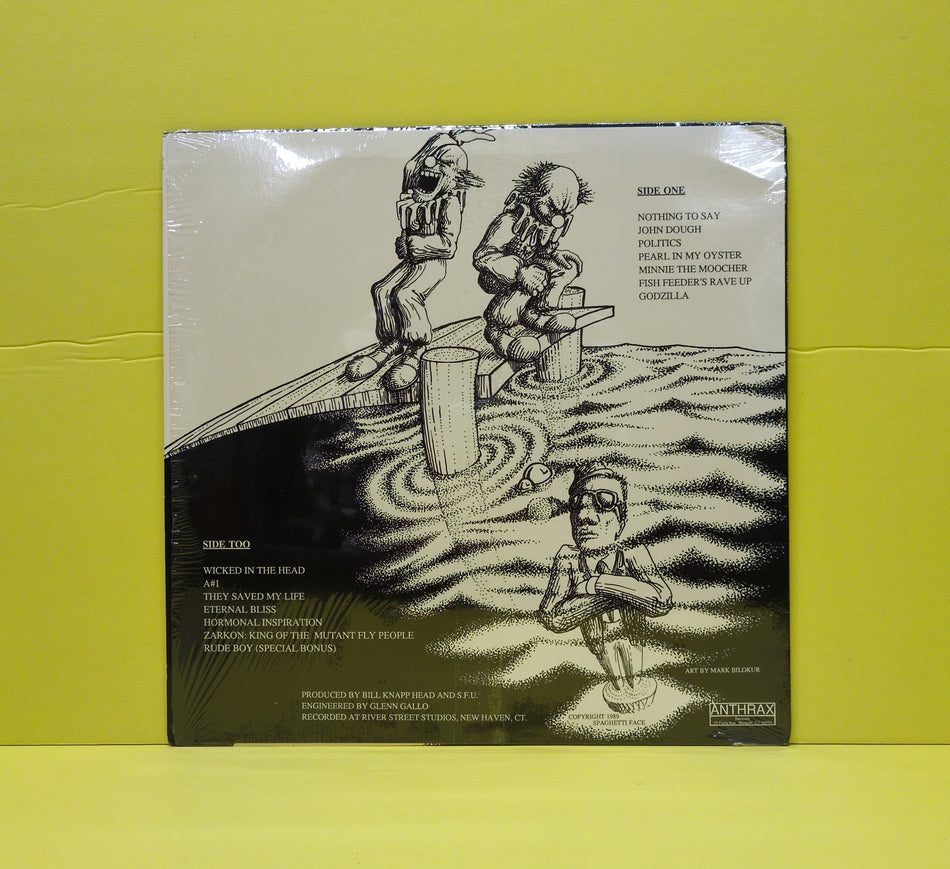 SIDE ONE
NOTHING TO SAY
JOHN DOUGH
POLITICS
PEARL IN MY OYSTER
MINNIE THE MOOCHER
FISH FEEDER'S RAVE UP
GODZILLA
SIDE TOO
WICKED IN THE HEAD
A#1
THEY SAVED MY LIFE
ETERNAL BLISS
HORMONAL INSPIRATION
ZARKON: KING OF THE MUTANT FLY PEOPLE
RUDE BOY (SPECIAL BONUS)
PRODUCED BY BILL KNAPP HEAD AND S.F.U.
ENGINEERED BY GLENN GALLO
RECORDED AT RIVER STREET STUDIOS, NEW HAVEN, CT.
ART BY MARK BILOKUR
COPYRIGHT 1989
SPAGHETTI FACE
ANTHRAX
Records